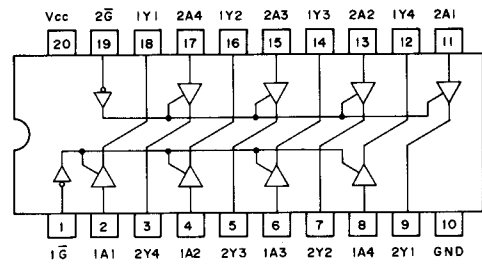 Vcc 2G̅ 1Y1 2A4 1Y2 2A3 1Y3 2A2 1Y4 2A1
20 19 18 17 16 15 14 13 12 11
1 2 3 4 5 6 7 8 9 10
1G̅ 1A1 2Y4 1A2 2Y3 1A3 2Y2 1A4 2Y1 GND